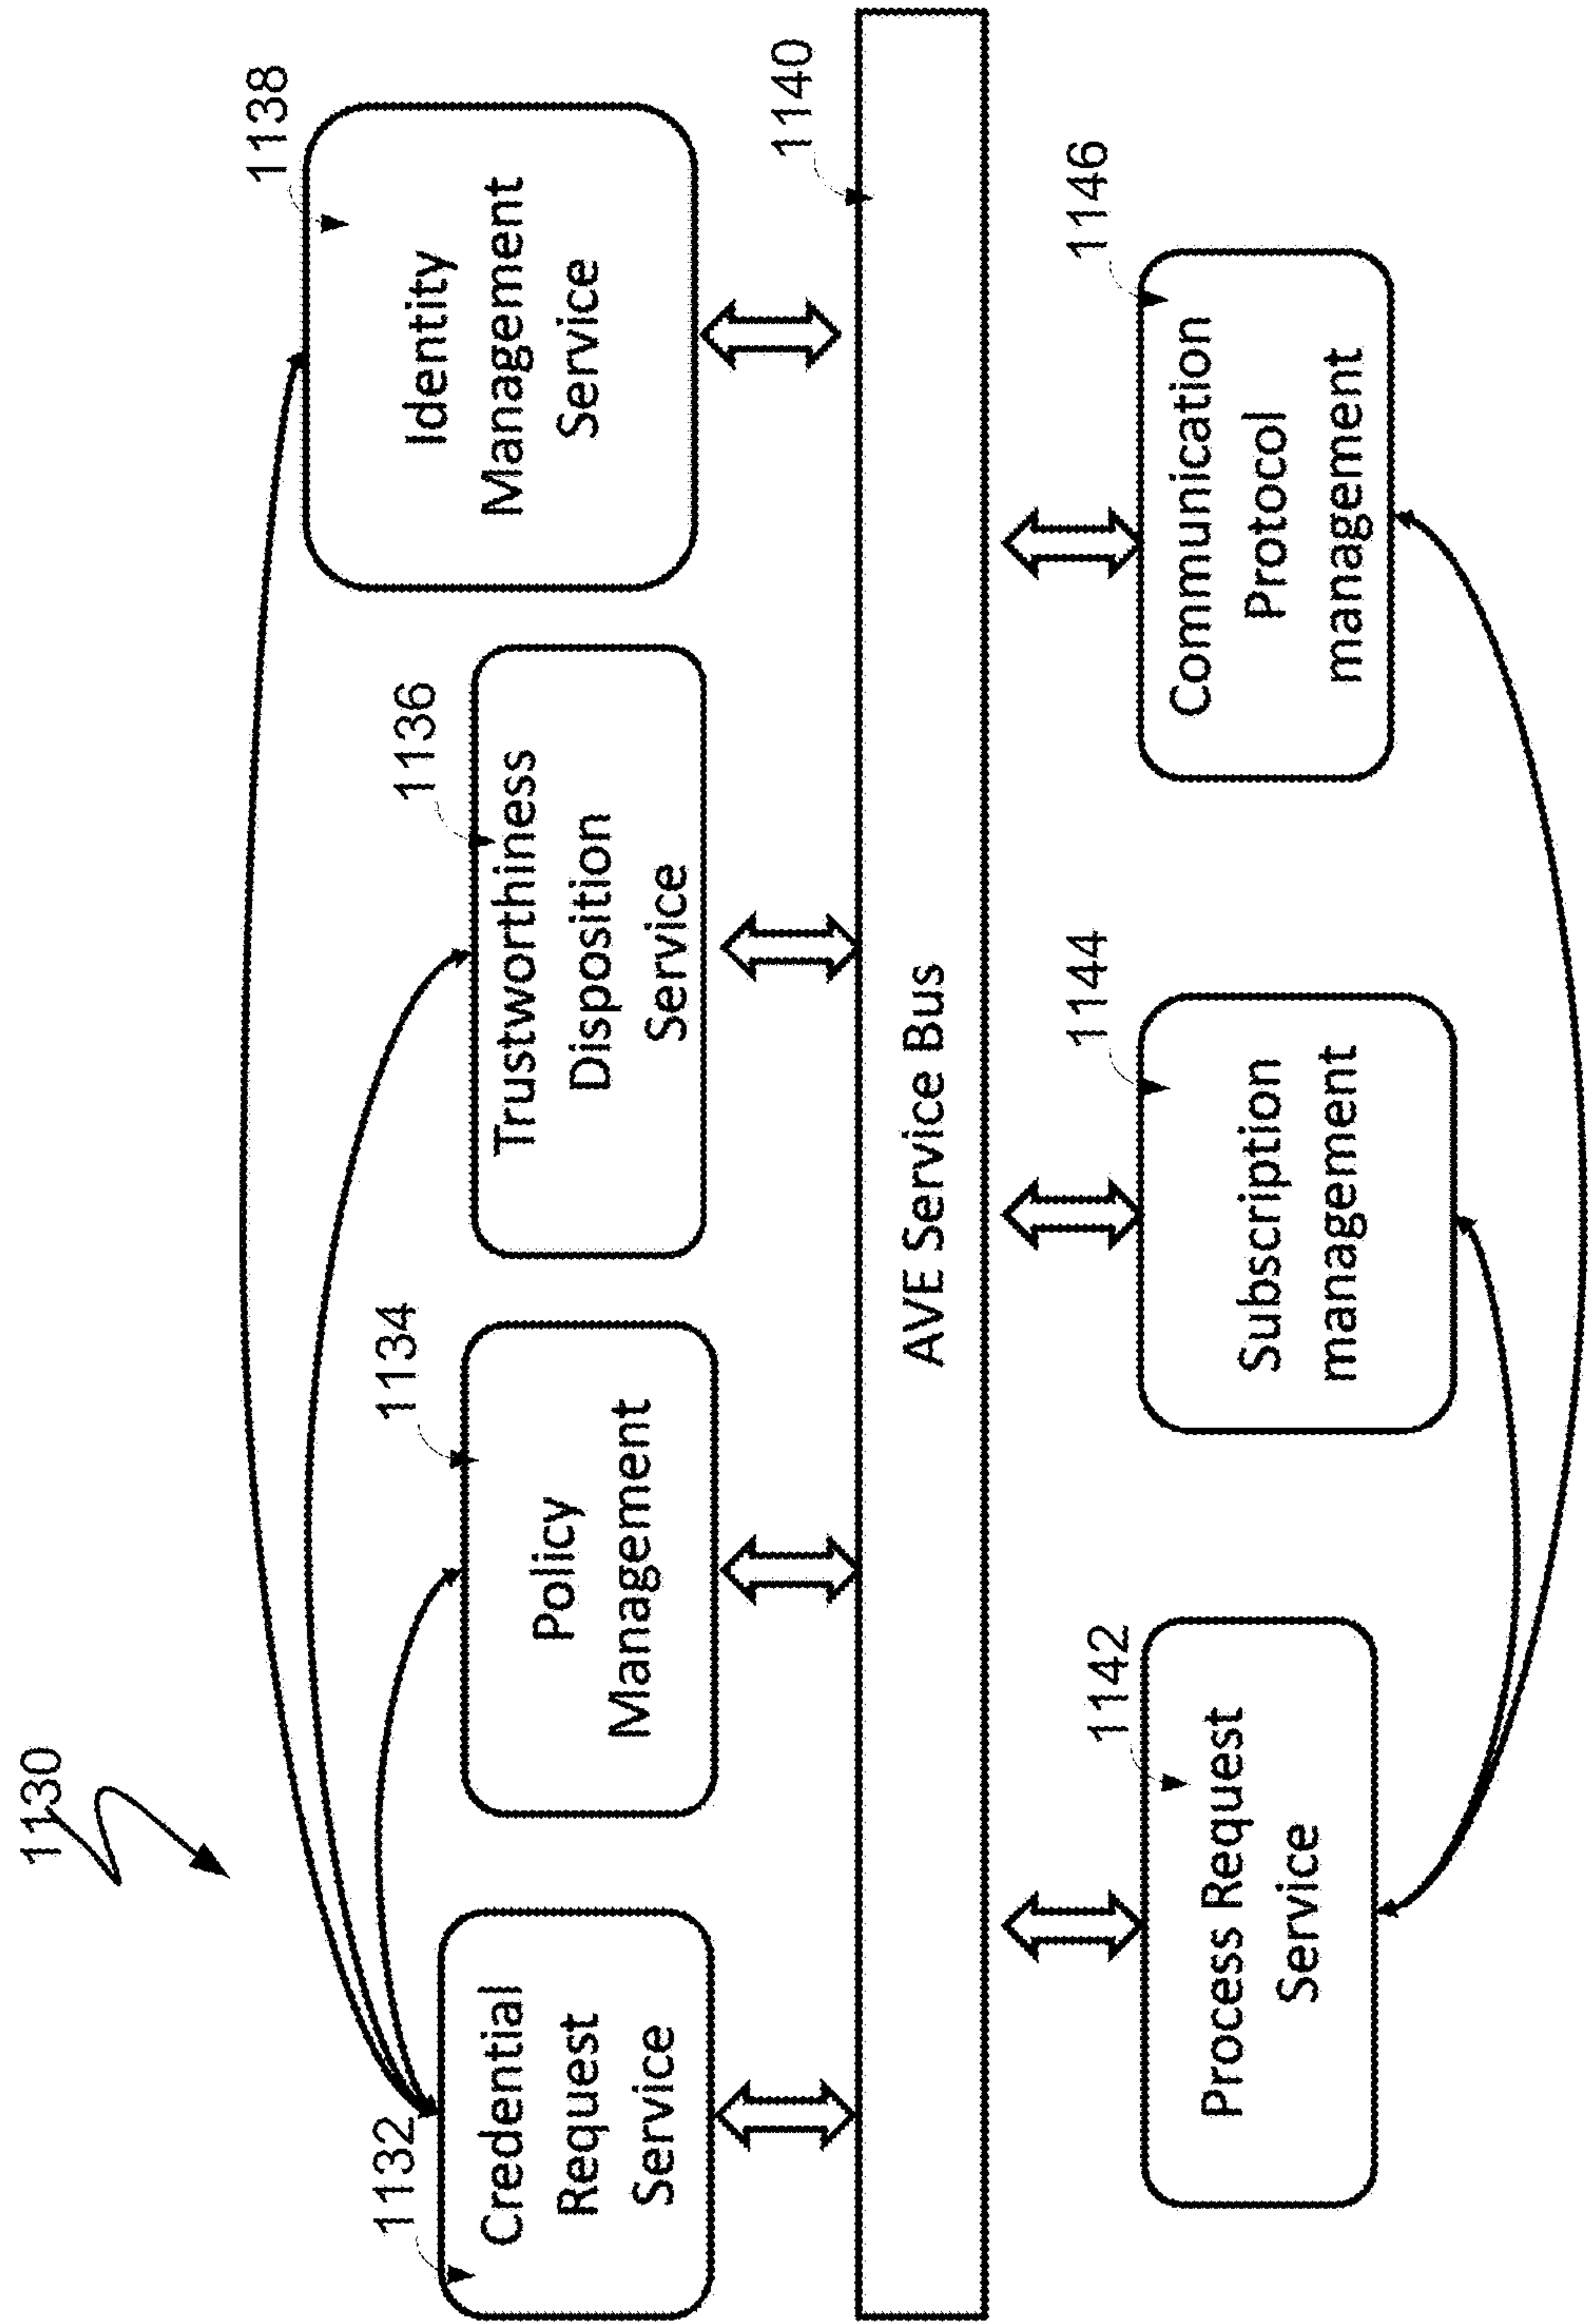 1130
1132
Credential
Request
Service
1134
Policy
Management
1136
Trustworthiness
Disposition
Service
1138
Identity
Management
Service
1140
AVE Service Bus
1142
Process Request
Service
1144
Subscription
management
1146
Communication
Protocol
management